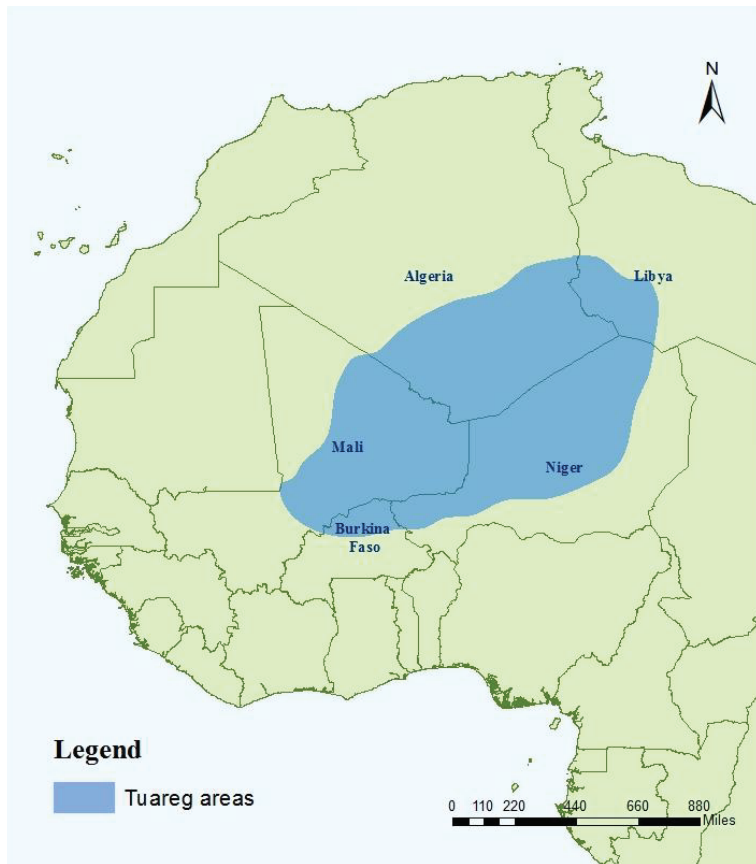 N
Algeria
Libya
Mali
Niger
Burkina
Faso
Legend
Tuareg areas
0 110 220 440 660 880
Miles